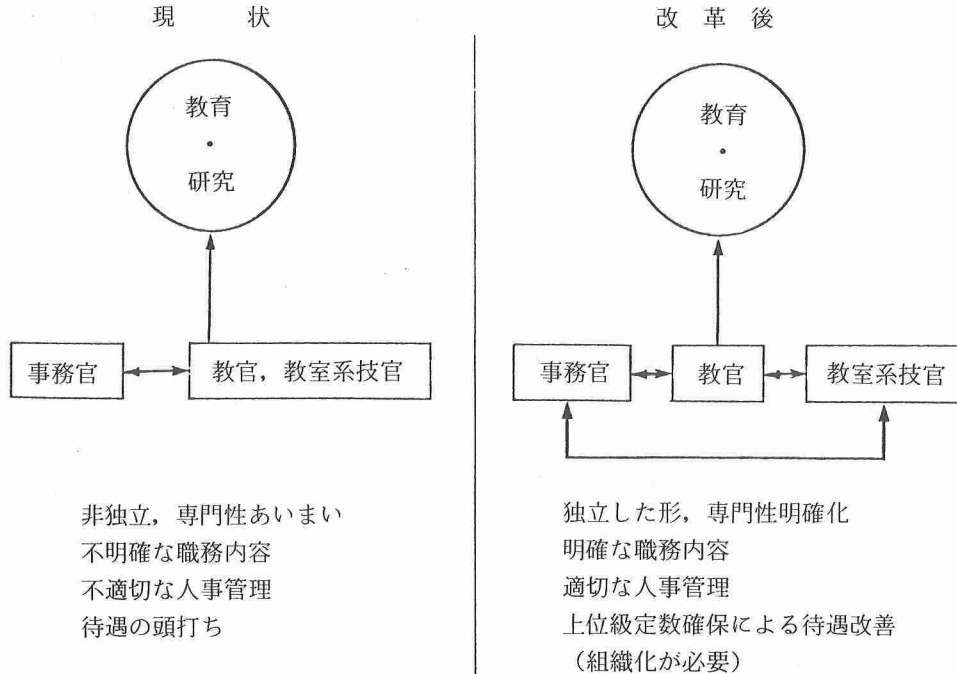 現状
教育
・
研究
事務官
教官，教室系技官
非独立，専門性あいまい
不明確な職務内容
不適切な人事管理
待遇の頭打ち
改革後
教育
・
研究
事務官
教官
教室系技官
独立した形，専門性明確化
明確な職務内容
適切な人事管理
上位級定数確保による待遇改善
（組織化が必要）